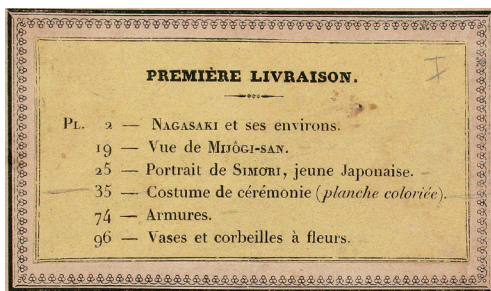 PREMIÈRE LIVRAISON.
I
PL. 2 — NAGASAKI et ses environs.
19 — Vue de MIJÔGI-SAN.
25 — Portrait de SIMORI, jeune Japonaise.
35 — Costume de cérémonie (planche coloriée).
74 — Armures.
96 — Vases et corbeilles à fleurs.